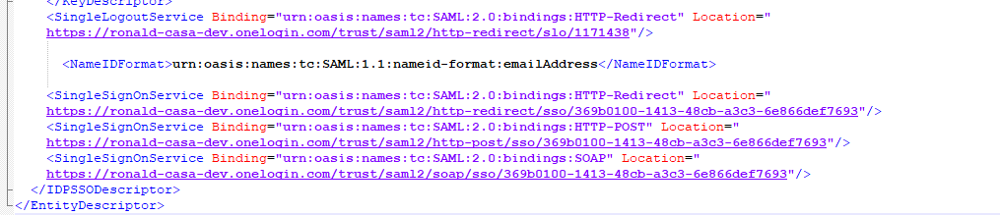 </KeyDescriptor>
<SingleLogoutService Binding="urn:oasis:names:tc:SAML:2.0:bindings:HTTP-Redirect" Location="
https://ronald-casa-dev.onelogin.com/trust/saml2/http-redirect/slo/1171438"/>
<NameIDFormat>urn:oasis:names:tc:SAML:1.1:nameid-format:emailAddress</NameIDFormat>
<SingleSignOnService Binding="urn:oasis:names:tc:SAML:2.0:bindings:HTTP-Redirect" Location="
https://ronald-casa-dev.onelogin.com/trust/saml2/http-redirect/sso/369b0100-1413-48cb-a3c3-6e866def7693"/>
<SingleSignOnService Binding="urn:oasis:names:tc:SAML:2.0:bindings:HTTP-POST" Location="
https://ronald-casa-dev.onelogin.com/trust/saml2/http-post/sso/369b0100-1413-48cb-a3c3-6e866def7693"/>
<SingleSignOnService Binding="urn:oasis:names:tc:SAML:2.0:bindings:SOAP" Location="
https://ronald-casa-dev.onelogin.com/trust/saml2/soap/sso/369b0100-1413-48cb-a3c3-6e866def7693"/>
</IDPSSODescriptor>
</EntityDescriptor>